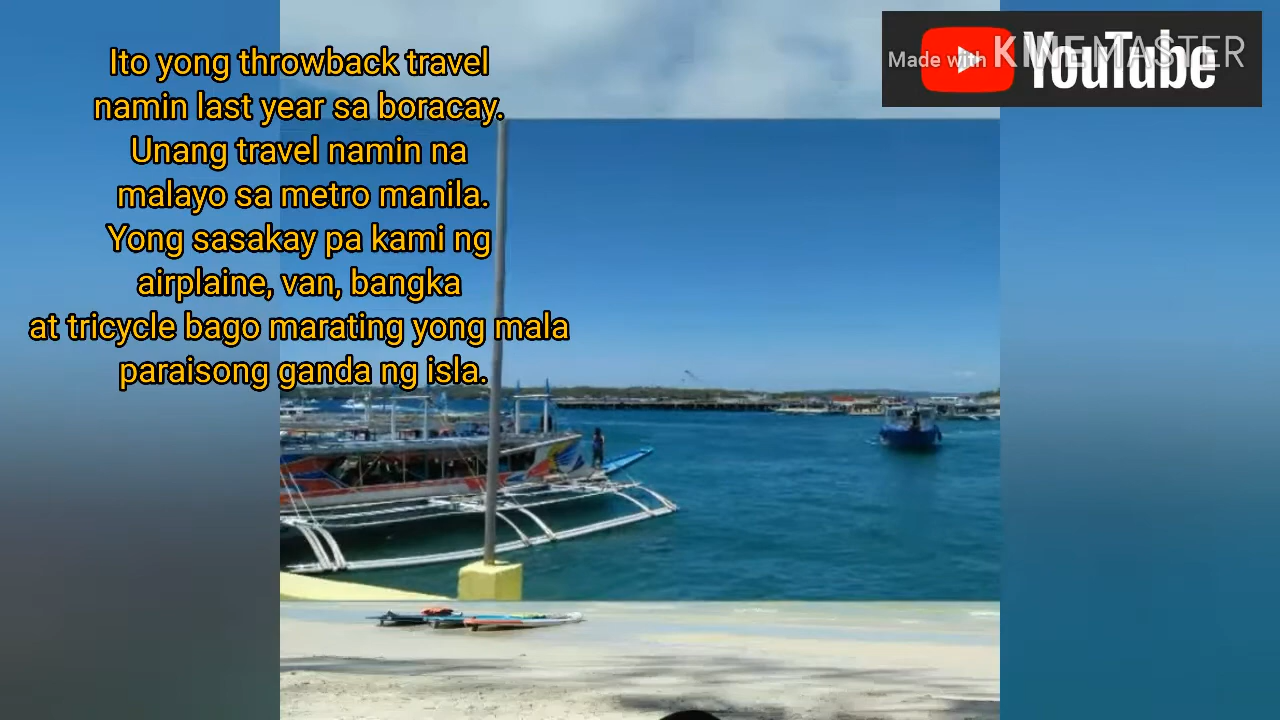 Ito yong throwback travel
namin last year sa boracay.
Unang travel namin na
malayo sa metro manila.
Yong sasakay pa kami ng
airplaine, van, bangka
at tricycle bago marating yong mala
paraisong ganda ng isla.
Made with KINEMASTER
YouTube